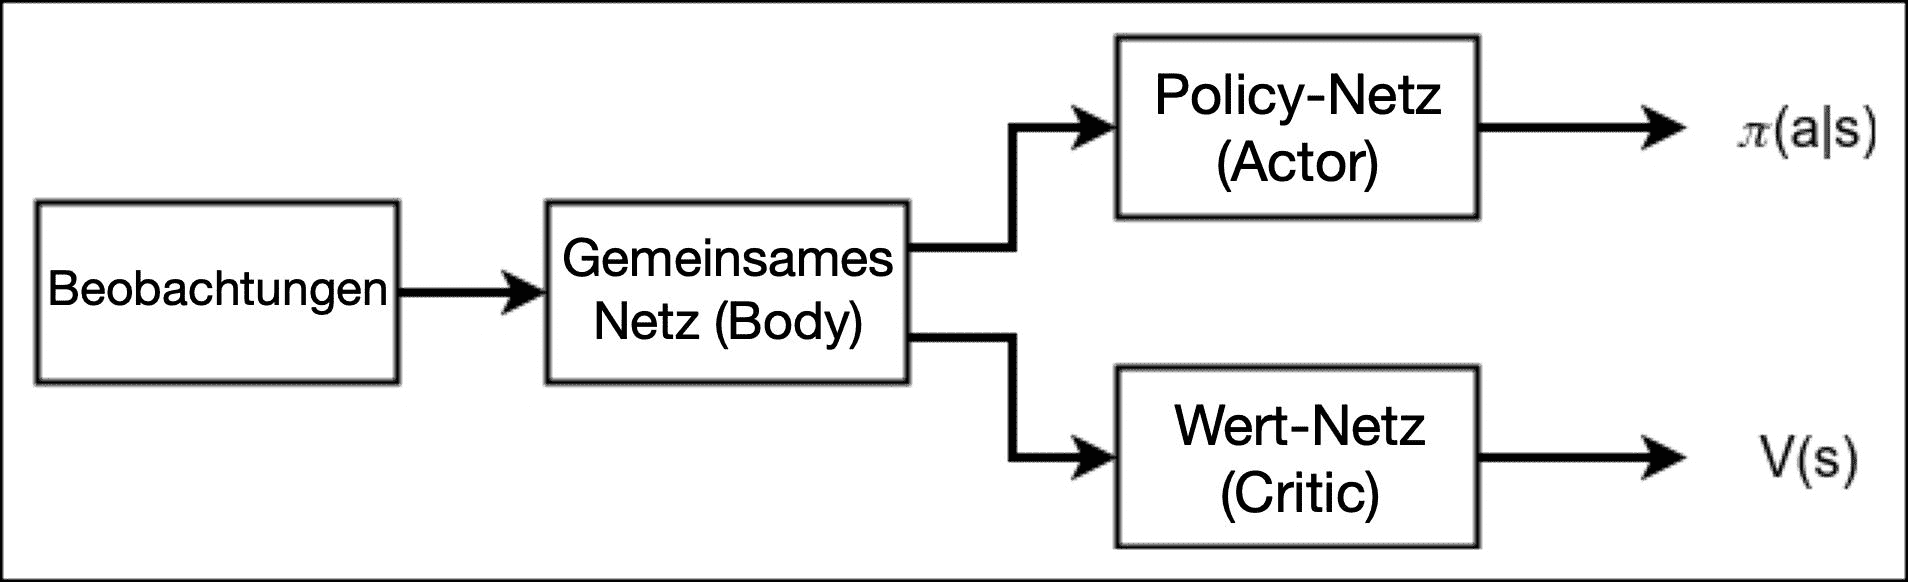 Beobachtungen
Gemeinsames
Netz (Body)
Policy-Netz
(Actor)
π(a|s)
Wert-Netz
(Critic)
V(s)